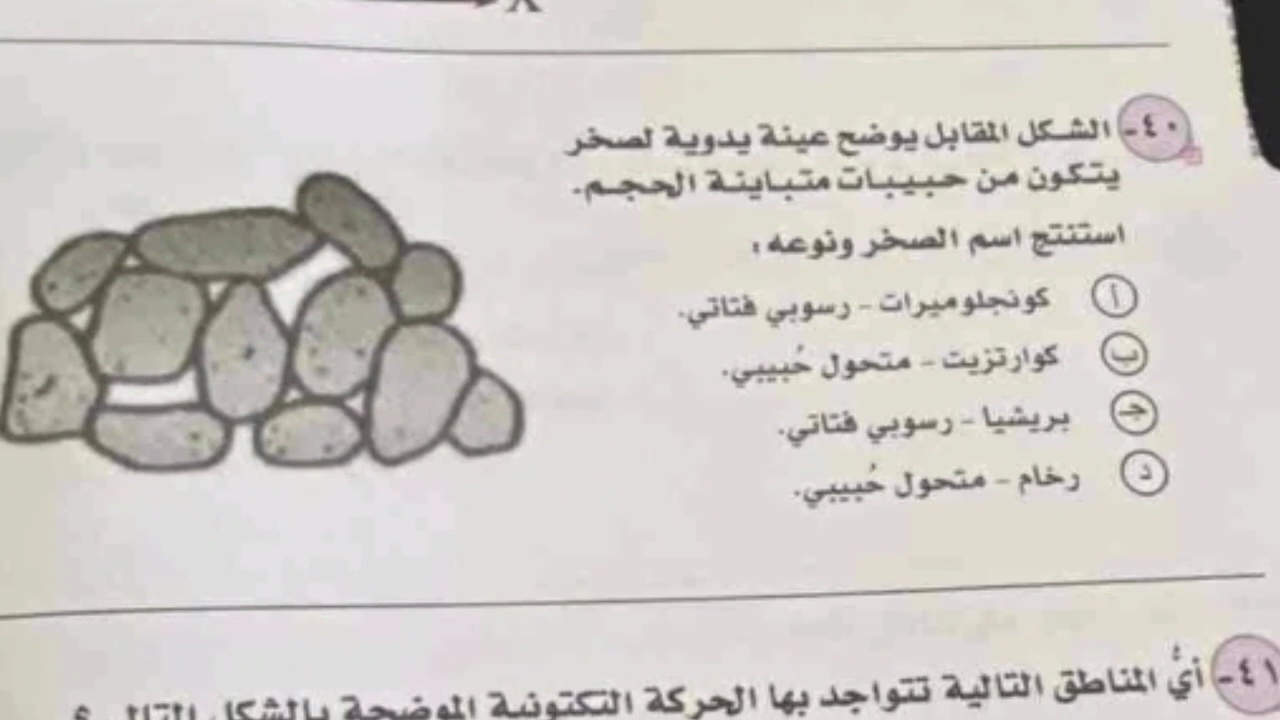 X
٤٠- الشكل المقابل يوضح عينة يدوية لصخر
يتكون من حبيبات متباينة الحجم.
استنتج اسم الصخر ونوعه :
أ كونجلوميرات - رسوبي فتاتي.
ب كوارتزيت - متحول حُبيبي.
جـ بريشيا - رسوبي فتاتي.
د رخام - متحول حُبيبي.
٤١- أيُّ المناطق التالية تتواجد بها الحركة التكتونية الموضحة بالشكل التالي ؟